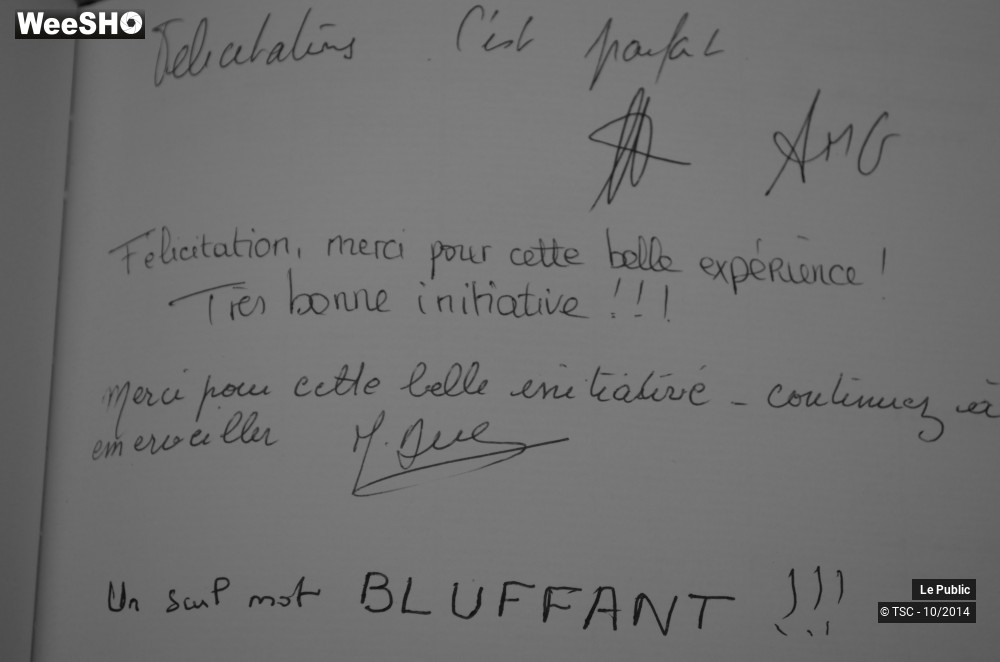 WeeSHO
Felicitations C'est parfait
AMG
Félicitation, merci pour cette belle expérience !
Très bonne initiative !!!
Merci pour cette belle initiative - continuez à
emerveiller M.
Un seul mot BLUFFANT !!!
Le Public
© TSC - 10/2014